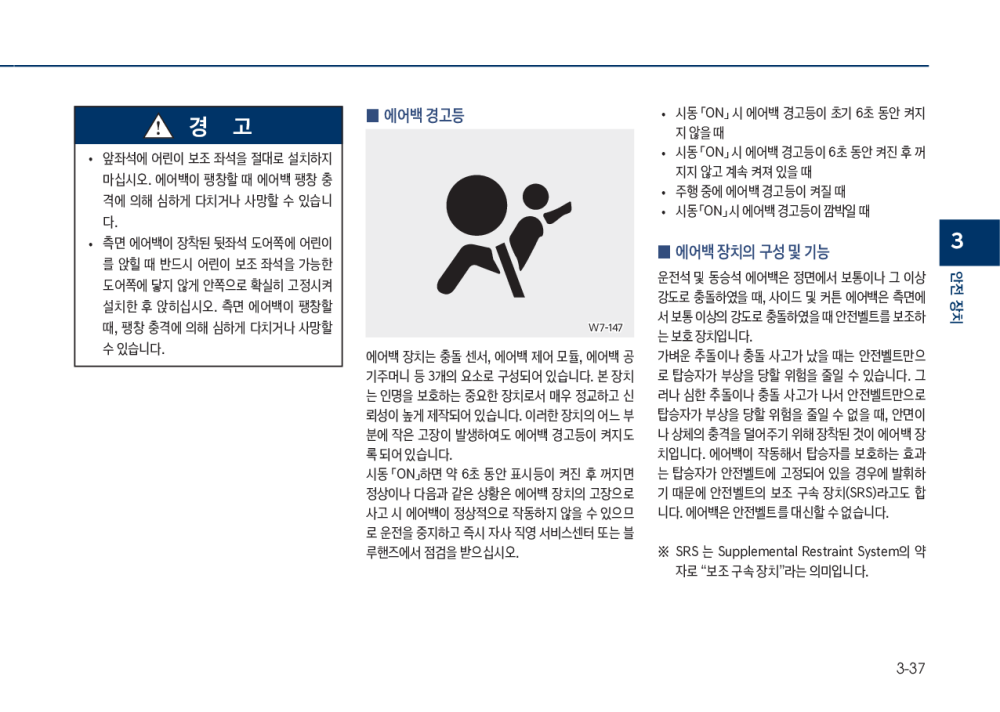 경 고
• 앞좌석에 어린이 보조 좌석을 절대로 설치하지
마십시오. 에어백이 팽창할 때 에어백 팽창 충
격에 의해 심하게 다치거나 사망할 수 있습니
다.
• 측면 에어백이 장착된 뒷좌석 도어쪽에 어린이
를 앉힐 때 반드시 어린이 보조 좌석을 가능한
도어쪽에 닿지 않게 안쪽으로 확실히 고정시켜
설치한 후 앉히십시오. 측면 에어백이 팽창할
때, 팽창 충격에 의해 심하게 다치거나 사망할
수 있습니다.
■ 에어백 경고등
W7-147
에어백 장치는 충돌 센서, 에어백 제어 모듈, 에어백 공
기주머니 등 3개의 요소로 구성되어 있습니다. 본 장치
는 인명을 보호하는 중요한 장치로서 매우 정교하고 신
뢰성이 높게 제작되어 있습니다. 이러한 장치의 어느 부
분에 작은 고장이 발생하여도 에어백 경고등이 켜지도
록 되어 있습니다.
시동 「ON」하면 약 6초 동안 표시등이 켜진 후 꺼지면
정상이나 다음과 같은 상황은 에어백 장치의 고장으로
사고 시 에어백이 정상적으로 작동하지 않을 수 있으므
로 운전을 중지하고 즉시 자사 직영 서비스센터 또는 블
루핸즈에서 점검을 받으십시오.
• 시동 「ON」 시 에어백 경고등이 초기 6초 동안 켜지
지 않을 때
• 시동 「ON」 시 에어백 경고등이 6초 동안 켜진 후 꺼
지지 않고 계속 켜져 있을 때
• 주행 중에 에어백 경고등이 켜질 때
• 시동 「ON」 시 에어백 경고등이 깜박일 때
■ 에어백 장치의 구성 및 기능
운전석 및 동승석 에어백은 정면에서 보통이나 그 이상
강도로 충돌하였을 때, 사이드 및 커튼 에어백은 측면에
서 보통 이상의 강도로 충돌하였을 때 안전벨트를 보조하
는 보호 장치입니다.
가벼운 추돌이나 충돌 사고가 났을 때는 안전벨트만으
로 탑승자가 부상을 당할 위험을 줄일 수 있습니다. 그
러나 심한 추돌이나 충돌 사고가 나서 안전벨트만으로
탑승자가 부상을 당할 위험을 줄일 수 없을 때, 안면이
나 상체의 충격을 덜어주기 위해 장착된 것이 에어백 장
치입니다. 에어백이 작동해서 탑승자를 보호하는 효과
는 탑승자가 안전벨트에 고정되어 있을 경우에 발휘하
기 때문에 안전벨트의 보조 구속 장치(SRS)라고도 합
니다. 에어백은 안전벨트를 대신할 수 없습니다.
※ SRS 는 Supplemental Restraint System의 약
자로 “보조 구속 장치”라는 의미입니다.
3
안전 장치
3-37